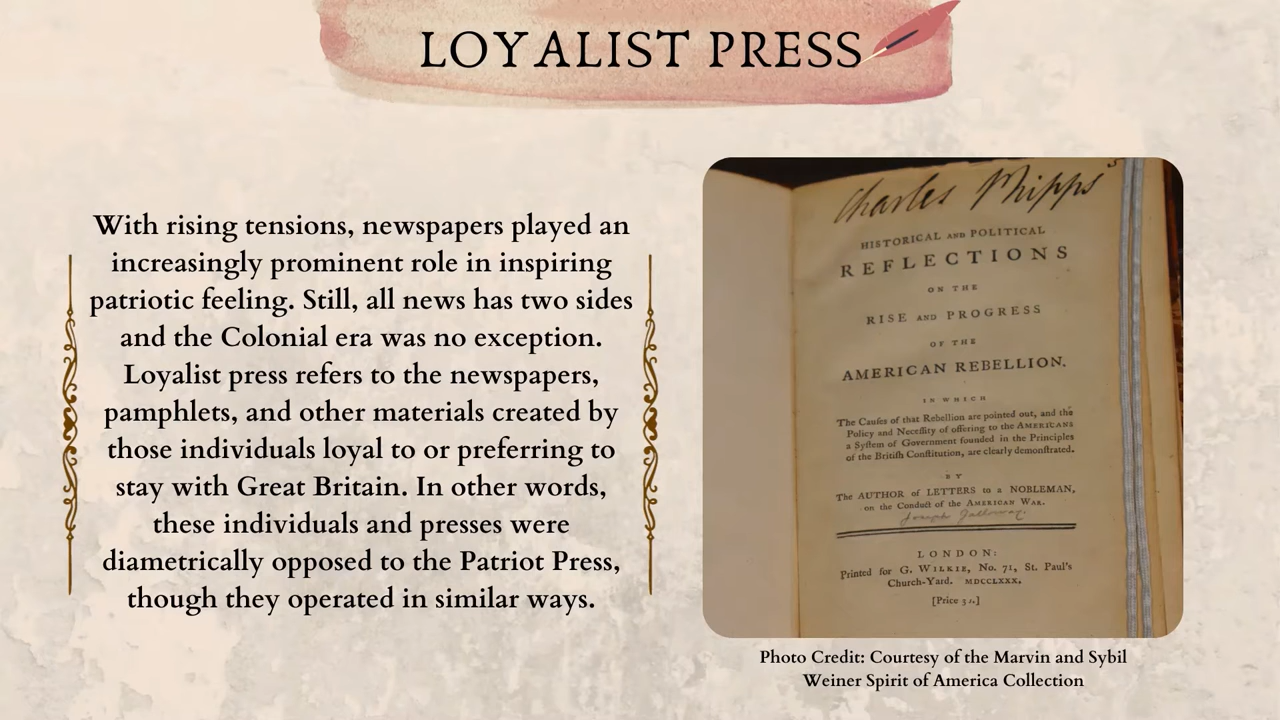 LOYALIST PRESS
With rising tensions, newspapers played an
increasingly prominent role in inspiring
patriotic feeling. Still, all news has two sides
and the Colonial era was no exception.
Loyalist press refers to the newspapers,
pamphlets, and other materials created by
those individuals loyal to or preferring to
stay with Great Britain. In other words,
these individuals and presses were
diametrically opposed to the Patriot Press,
though they operated in similar ways.
Charles Phipps
HISTORICAL AND POLITICAL
REFLECTIONS
ON THE
RISE AND PROGRESS
OF THE
AMERICAN REBELLION.
IN WHICH
The Cauſes of that Rebellion are pointed out, and the
Policy and Neceſſity of offering to the AMERICANS
a Syſtem of Government founded in the Principles
of the Britiſh Conſtitution, are clearly demonſtrated.
BY
The AUTHOR of LETTERS to a NOBLEMAN,
on the Conduct of the AMERICAN WAR.
Joseph Galloway.
LONDON:
Printed for G. WILKIE, No. 71, St. Paul's
Church-Yard. MDCCLXXX.
[Price 3 s.]
Photo Credit: Courtesy of the Marvin and Sybil
Weiner Spirit of America Collection